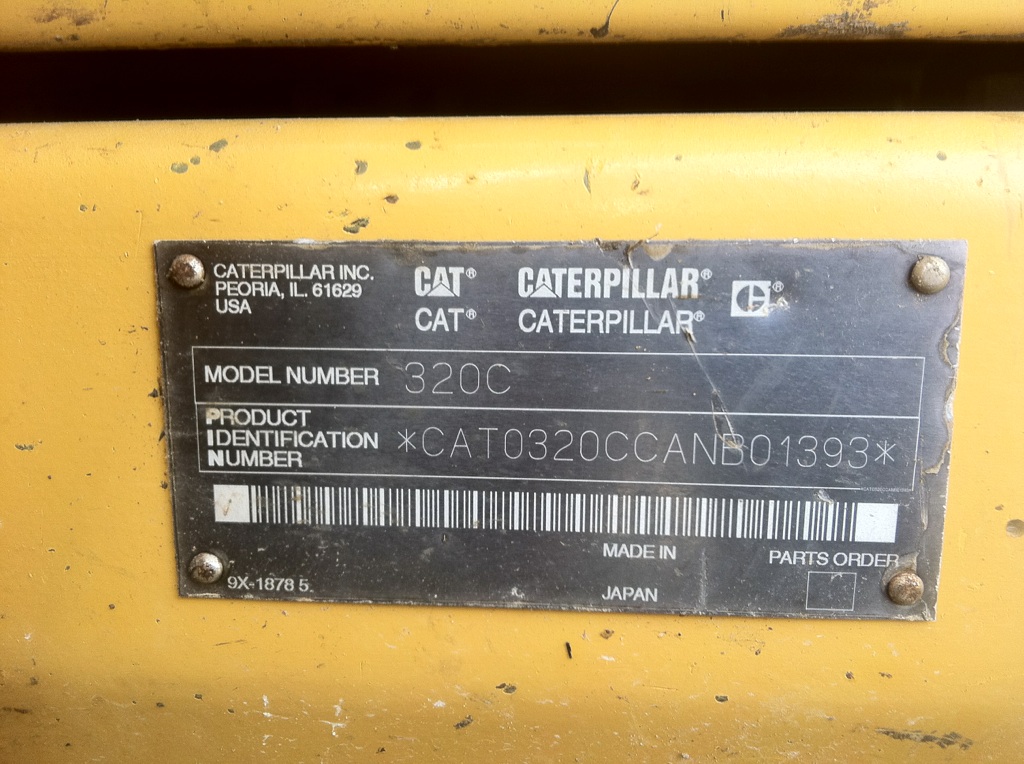 CATERPILLAR INC.
PEORIA, IL. 61629
USA
CAT® CATERPILLAR® C®
CAT® CATERPILLAR®
MODEL NUMBER 320C
PRODUCT
IDENTIFICATION
NUMBER
*CAT0320CCANB01393*
MADE IN
JAPAN
PARTS ORDER
9X-1878 5